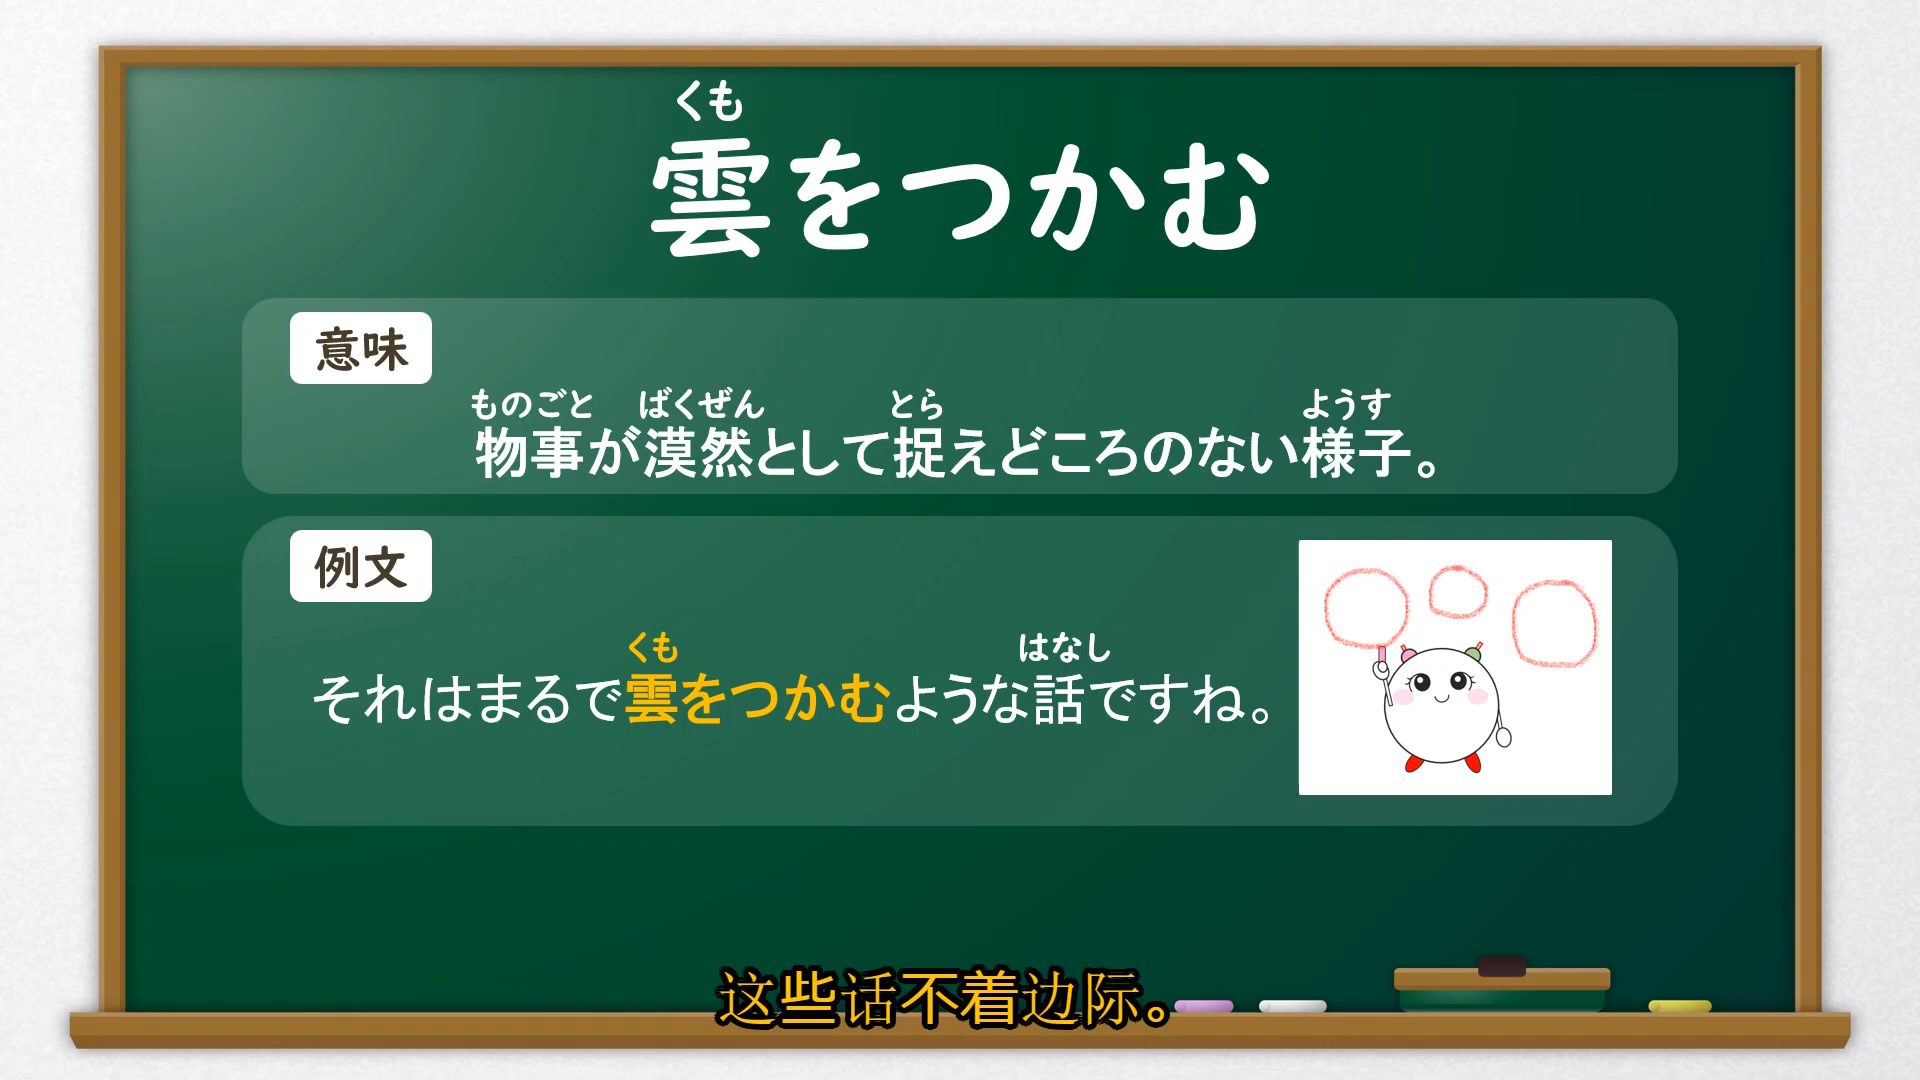 くも
雲をつかむ
意味
ものごと ばくぜん とら ようす
物事が漠然として捉えどころのない様子。
例文
くも はなし
それはまるで雲をつかむような話ですね。
这些话不着边际。